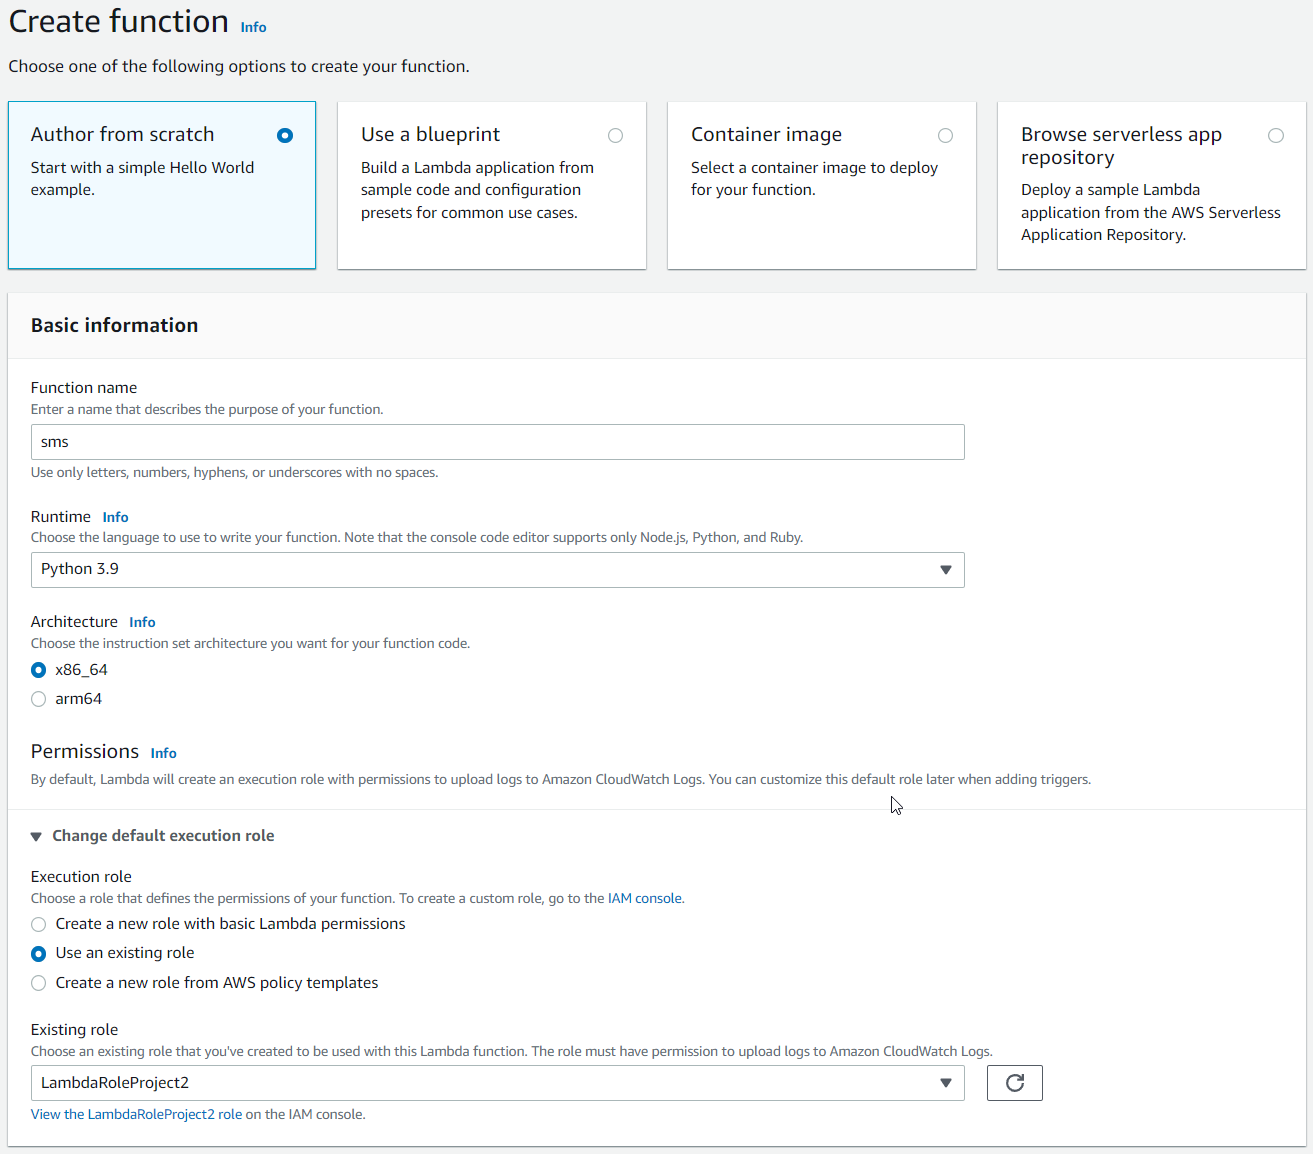 Create function Info
Choose one of the following options to create your function.
Author from scratch
Start with a simple Hello World
example.
Use a blueprint
Build a Lambda application from
sample code and configuration
presets for common use cases.
Container image
Select a container image to deploy
for your function.
Browse serverless app
repository
Deploy a sample Lambda
application from the AWS Serverless
Application Repository.
Basic information
Function name
Enter a name that describes the purpose of your function.
sms
Use only letters, numbers, hyphens, or underscores with no spaces.
Runtime Info
Choose the language to use to write your function. Note that the console code editor supports only Node.js, Python, and Ruby.
Python 3.9
Architecture Info
Choose the instruction set architecture you want for your function code.
x86_64
arm64
Permissions Info
By default, Lambda will create an execution role with permissions to upload logs to Amazon CloudWatch Logs. You can customize this default role later when adding triggers.
Change default execution role
Execution role
Choose a role that defines the permissions of your function. To create a custom role, go to the IAM console.
Create a new role with basic Lambda permissions
Use an existing role
Create a new role from AWS policy templates
Existing role
Choose an existing role that you've created to be used with this Lambda function. The role must have permission to upload logs to Amazon CloudWatch Logs.
LambdaRoleProject2
View the LambdaRoleProject2 role on the IAM console.